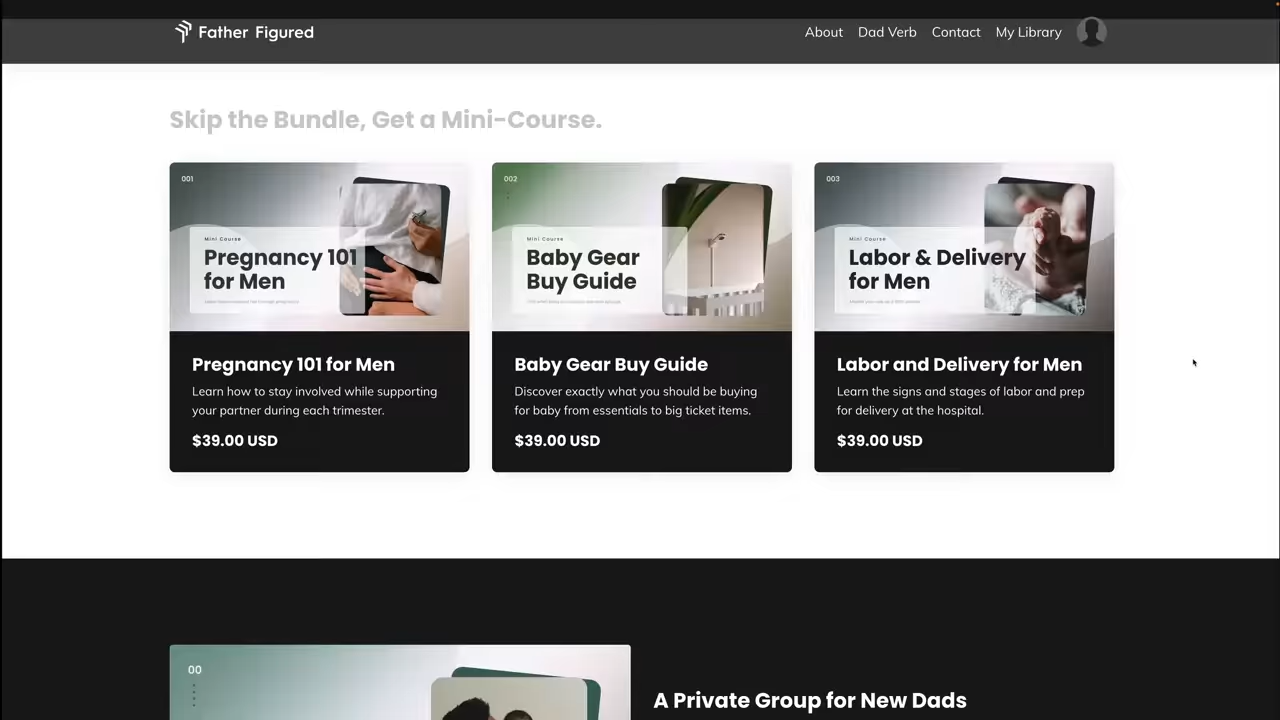 Father Figured
About Dad Verb Contact My Library
Skip the Bundle, Get a Mini-Course.
001
Mini Course
Pregnancy 101
for Men
Pregnancy 101 for Men
Learn how to stay involved while supporting
your partner during each trimester.
$39.00 USD
002
Mini Course
Baby Gear
Buy Guide
Baby Gear Buy Guide
Discover exactly what you should be buying
for baby from essentials to big ticket items.
$39.00 USD
003
Mini Course
Labor & Delivery
for Men
Labor and Delivery for Men
Learn the signs and stages of labor and prep
for delivery at the hospital.
$39.00 USD
00
A Private Group for New Dads